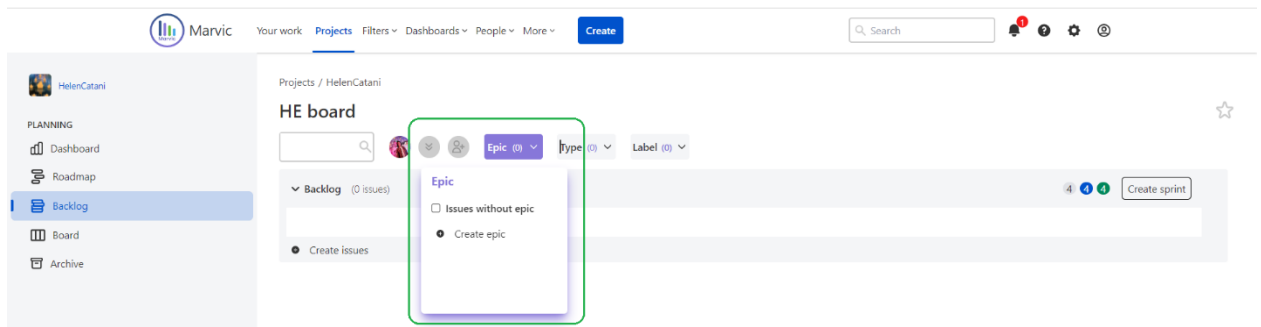 Marvic Your work Projects Filters Dashboards People More Create Search 1
HelenCatani
Projects / HelenCatani
HE board
PLANNING
Dashboard
Epic (0) Type (0) Label (0)
Roadmap
Epic
Backlog (0 issues) 4 4 4 Create sprint
Backlog
Issues without epic
Create epic
Board
Create issues
Archive